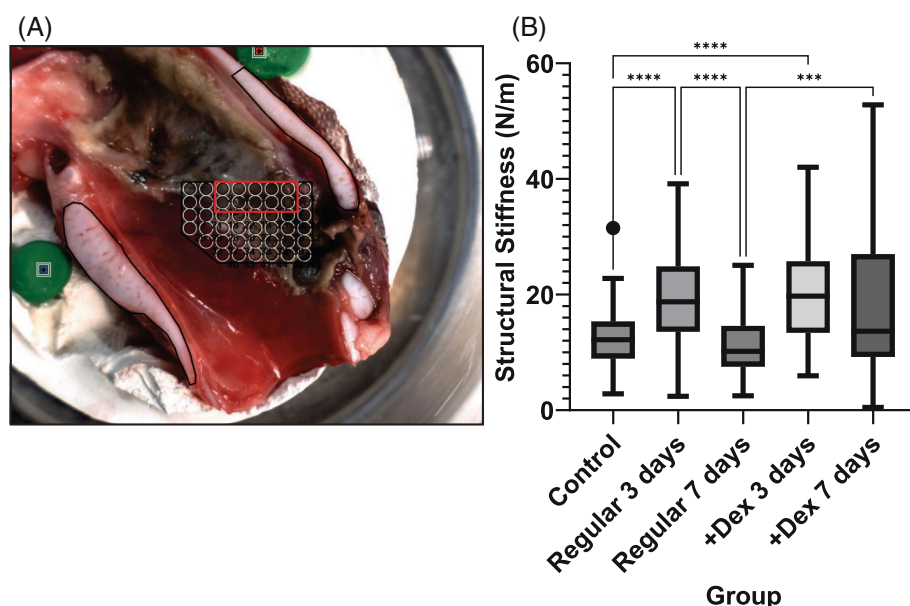 (A)
(B)
Structural Stiffness (N/m)
60
40
20
0
****
**** **** ***
Control
Regular 3 days
Regular 7 days
+Dex 3 days
+Dex 7 days
Group